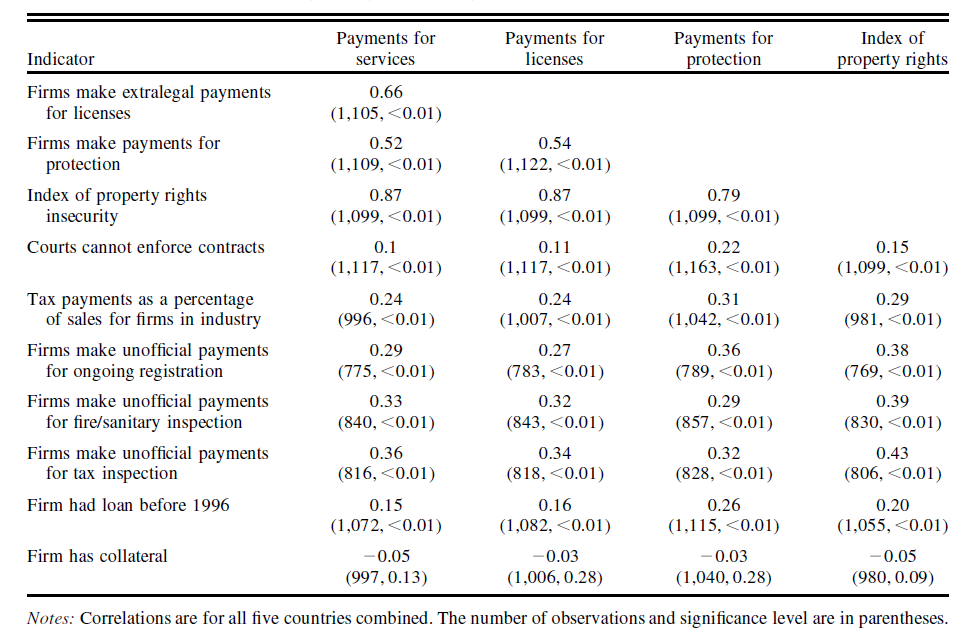 Payments for Payments for Payments for Index of
Indicator services licenses protection property rights
Firms make extralegal payments 0.66
for licenses (1,105, <0.01)
Firms make payments for 0.52 0.54
protection (1,109, <0.01) (1,122, <0.01)
Index of property rights 0.87 0.87 0.79
insecurity (1,099, <0.01) (1,099, <0.01) (1,099, <0.01)
Courts cannot enforce contracts 0.1 0.11 0.22 0.15
(1,117, <0.01) (1,117, <0.01) (1,163, <0.01) (1,099, <0.01)
Tax payments as a percentage 0.24 0.24 0.31 0.29
of sales for firms in industry (996, <0.01) (1,007, <0.01) (1,042, <0.01) (981, <0.01)
Firms make unofficial payments 0.29 0.27 0.36 0.38
for ongoing registration (775, <0.01) (783, <0.01) (789, <0.01) (769, <0.01)
Firms make unofficial payments 0.33 0.32 0.29 0.39
for fire/sanitary inspection (840, <0.01) (843, <0.01) (857, <0.01) (830, <0.01)
Firms make unofficial payments 0.36 0.34 0.32 0.43
for tax inspection (816, <0.01) (818, <0.01) (828, <0.01) (806, <0.01)
Firm had loan before 1996 0.15 0.16 0.26 0.20
(1,072, <0.01) (1,082, <0.01) (1,115, <0.01) (1,055, <0.01)
Firm has collateral −0.05 −0.03 −0.03 −0.05
(997, 0.13) (1,006, 0.28) (1,040, 0.28) (980, 0.09)
Notes: Correlations are for all five countries combined. The number of observations and significance level are in parentheses.